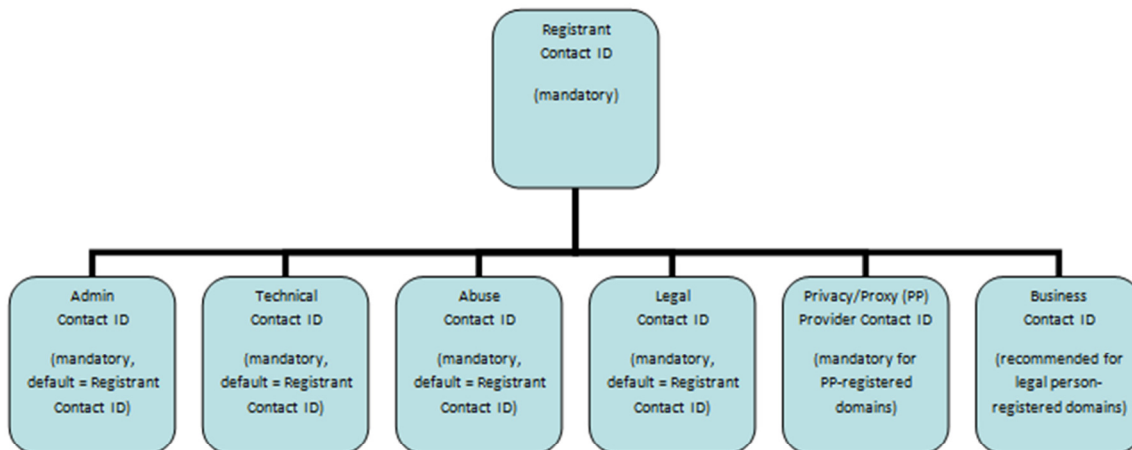 Registrant
Contact ID
(mandatory)
Admin
Contact ID
(mandatory,
default = Registrant
Contact ID)
Technical
Contact ID
(mandatory,
default = Registrant
Contact ID)
Abuse
Contact ID
(mandatory,
default = Registrant
Contact ID)
Legal
Contact ID
(mandatory,
default = Registrant
Contact ID)
Privacy/Proxy (PP)
Provider Contact ID
(mandatory for
PP-registered
domains)
Business
Contact ID
(recommended for
legal person-
registered domains)